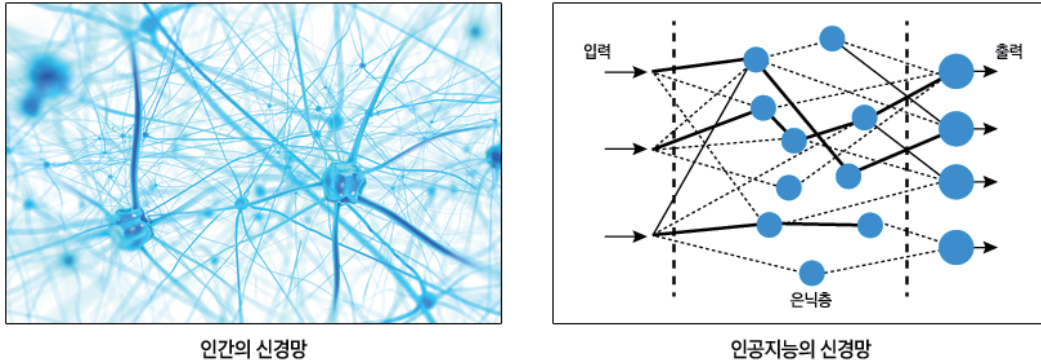 입력
출력
은닉층
인간의 신경망
인공지능의 신경망